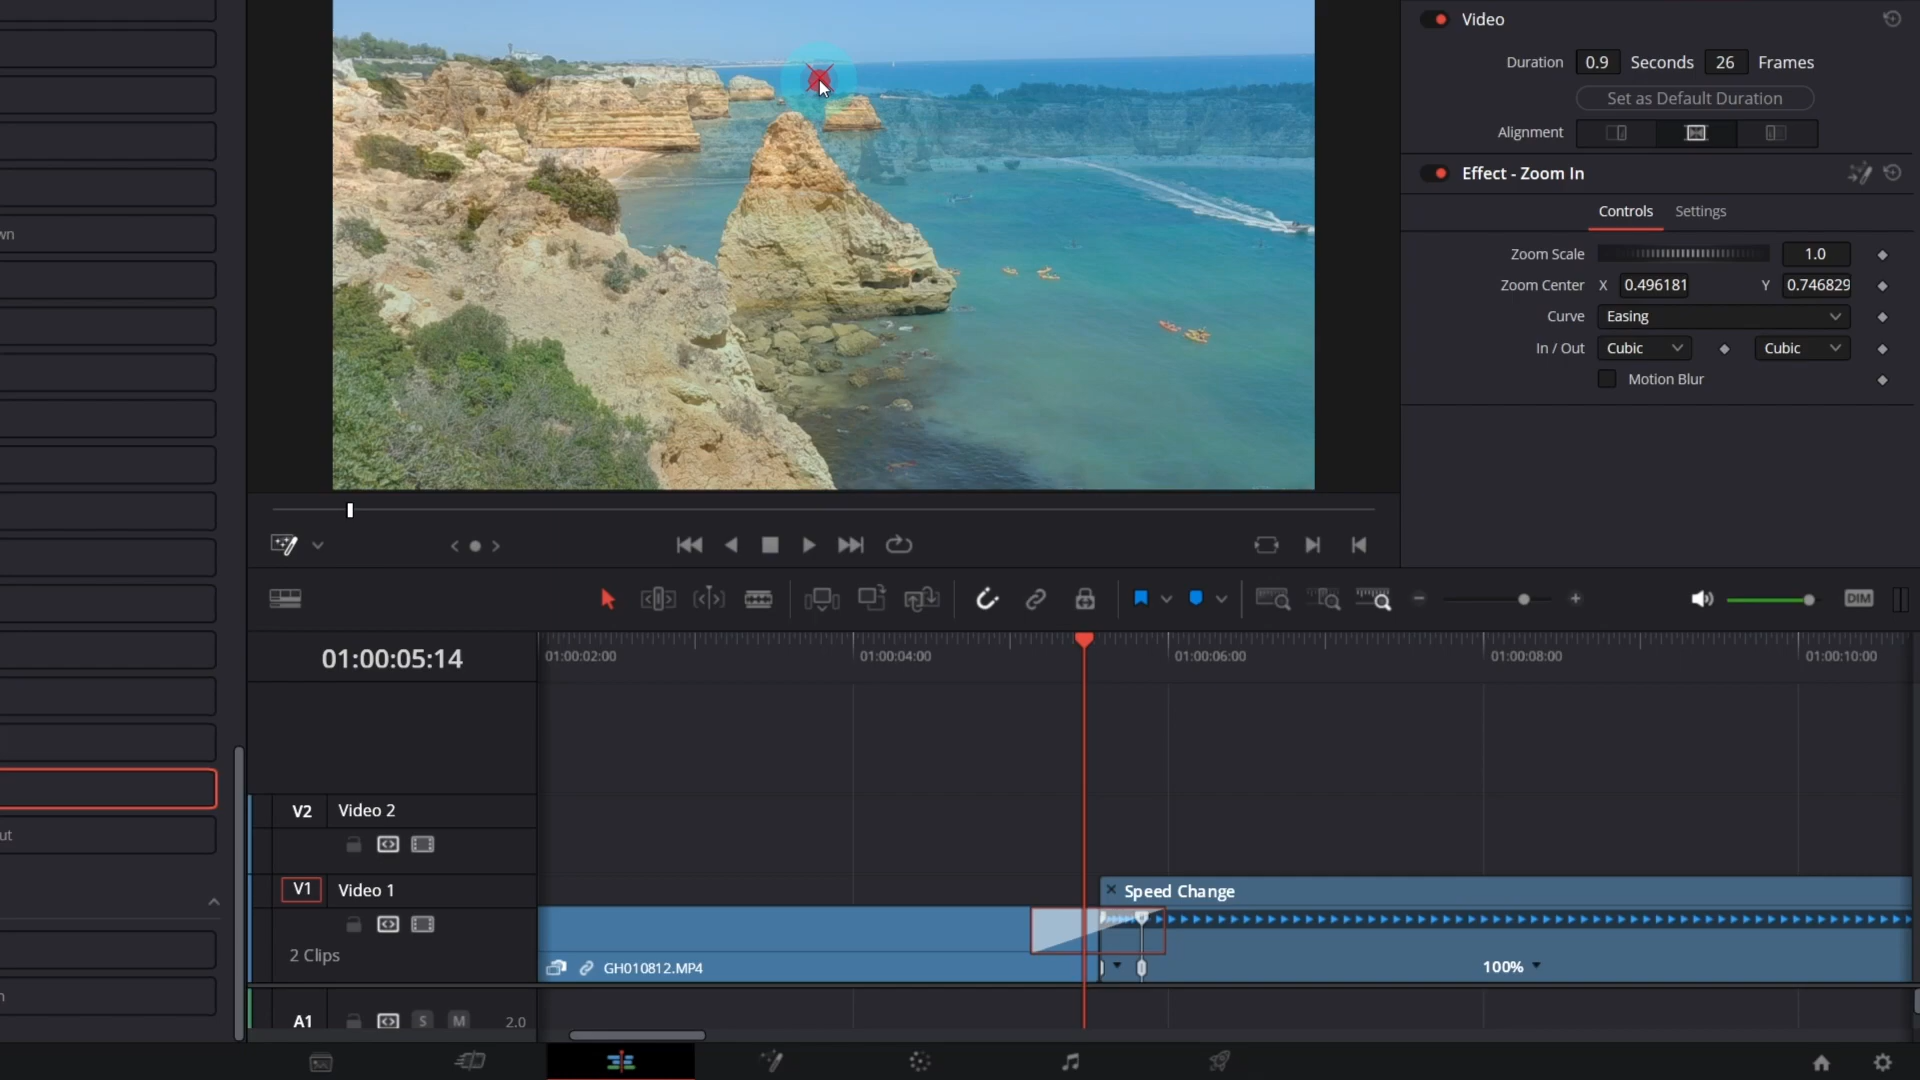 Video
Duration 0.9 Seconds 26 Frames
Set as Default Duration
Alignment
Effect - Zoom In
Controls Settings
Zoom Scale 1.0
Zoom Center X 0.496181 Y 0.746829
Curve Easing
In / Out Cubic Cubic
Motion Blur
wn
ut
n
DIM
01:00:05:14
01:00:02:00 01:00:04:00 01:00:06:00 01:00:08:00 01:00:10:00
V2 Video 2
V1 Video 1
2 Clips
Speed Change
GH010812.MP4
100%
A1 S M 2.0